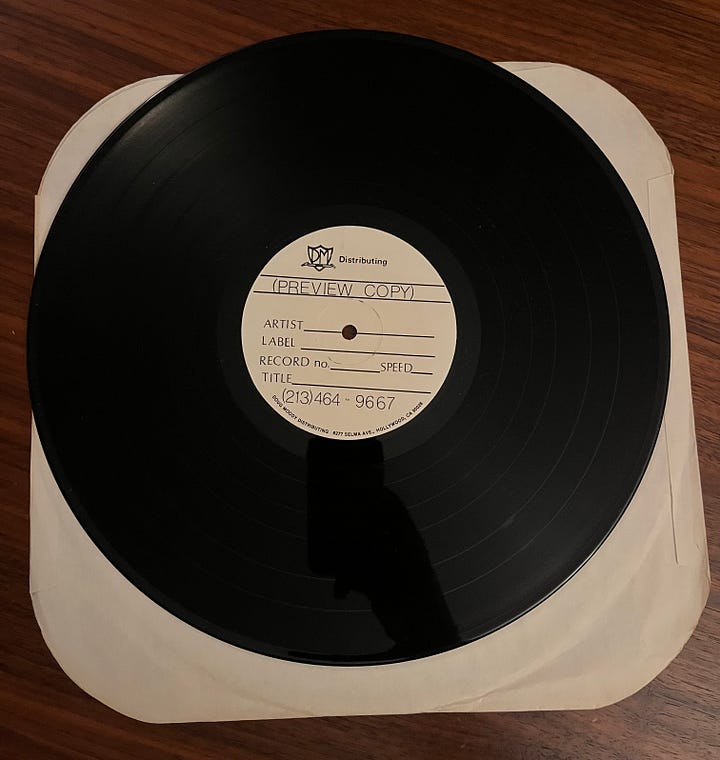 DM Distributing
(PREVIEW COPY)
ARTIST
LABEL
RECORD no. SPEED
TITLE
(213)464 - 9667
DOUG MOODY DISTRIBUTING · 6277 SELMA AVE., HOLLYWOOD, CA 90028